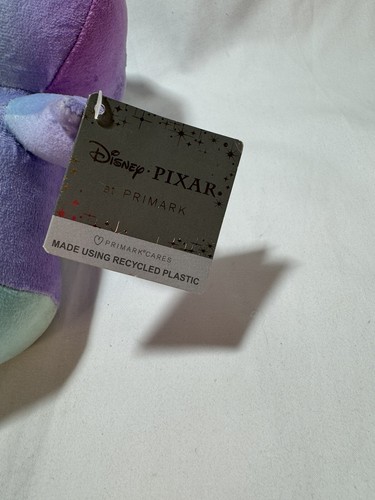 Disney · PIXAR
AT PRIMARK
PRIMARK CARES
MADE USING RECYCLED PLASTIC